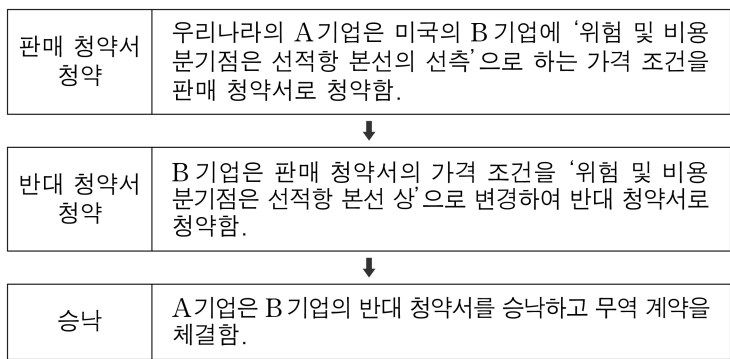 판매 청약서
청약
우리나라의 A기업은 미국의 B기업에 ‘위험 및 비용
분기점은 선적항 본선의 선측’으로 하는 가격 조건을
판매 청약서로 청약함.
반대 청약서
청약
B기업은 판매 청약서의 가격 조건을 ‘위험 및 비용
분기점은 선적항 본선 상’으로 변경하여 반대 청약서로
청약함.
승낙
A기업은 B기업의 반대 청약서를 승낙하고 무역 계약을
체결함.